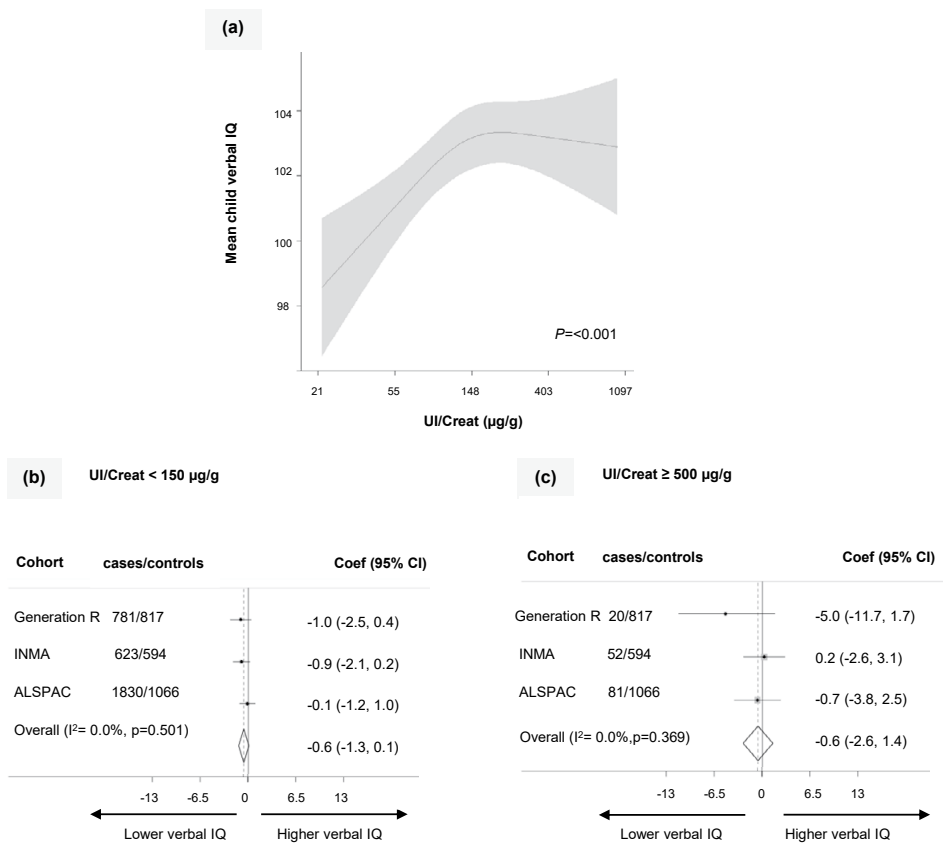 (a)
Mean child verbal IQ
104
102
100
98
P=<0.001
21 55 148 403 1097
UI/Creat (µg/g)
(b) UI/Creat < 150 µg/g
Cohort cases/controls Coef (95% CI)
Generation R 781/817 -1.0 (-2.5, 0.4)
INMA 623/594 -0.9 (-2.1, 0.2)
ALSPAC 1830/1066 -0.1 (-1.2, 1.0)
Overall (I²= 0.0%, p=0.501) -0.6 (-1.3, 0.1)
-13 -6.5 0 6.5 13
Lower verbal IQ Higher verbal IQ
(c) UI/Creat ≥ 500 µg/g
Cohort cases/controls Coef (95% CI)
Generation R 20/817 -5.0 (-11.7, 1.7)
INMA 52/594 0.2 (-2.6, 3.1)
ALSPAC 81/1066 -0.7 (-3.8, 2.5)
Overall (I²= 0.0%,p=0.369) -0.6 (-2.6, 1.4)
-13 -6.5 0 6.5 13
Lower verbal IQ Higher verbal IQ